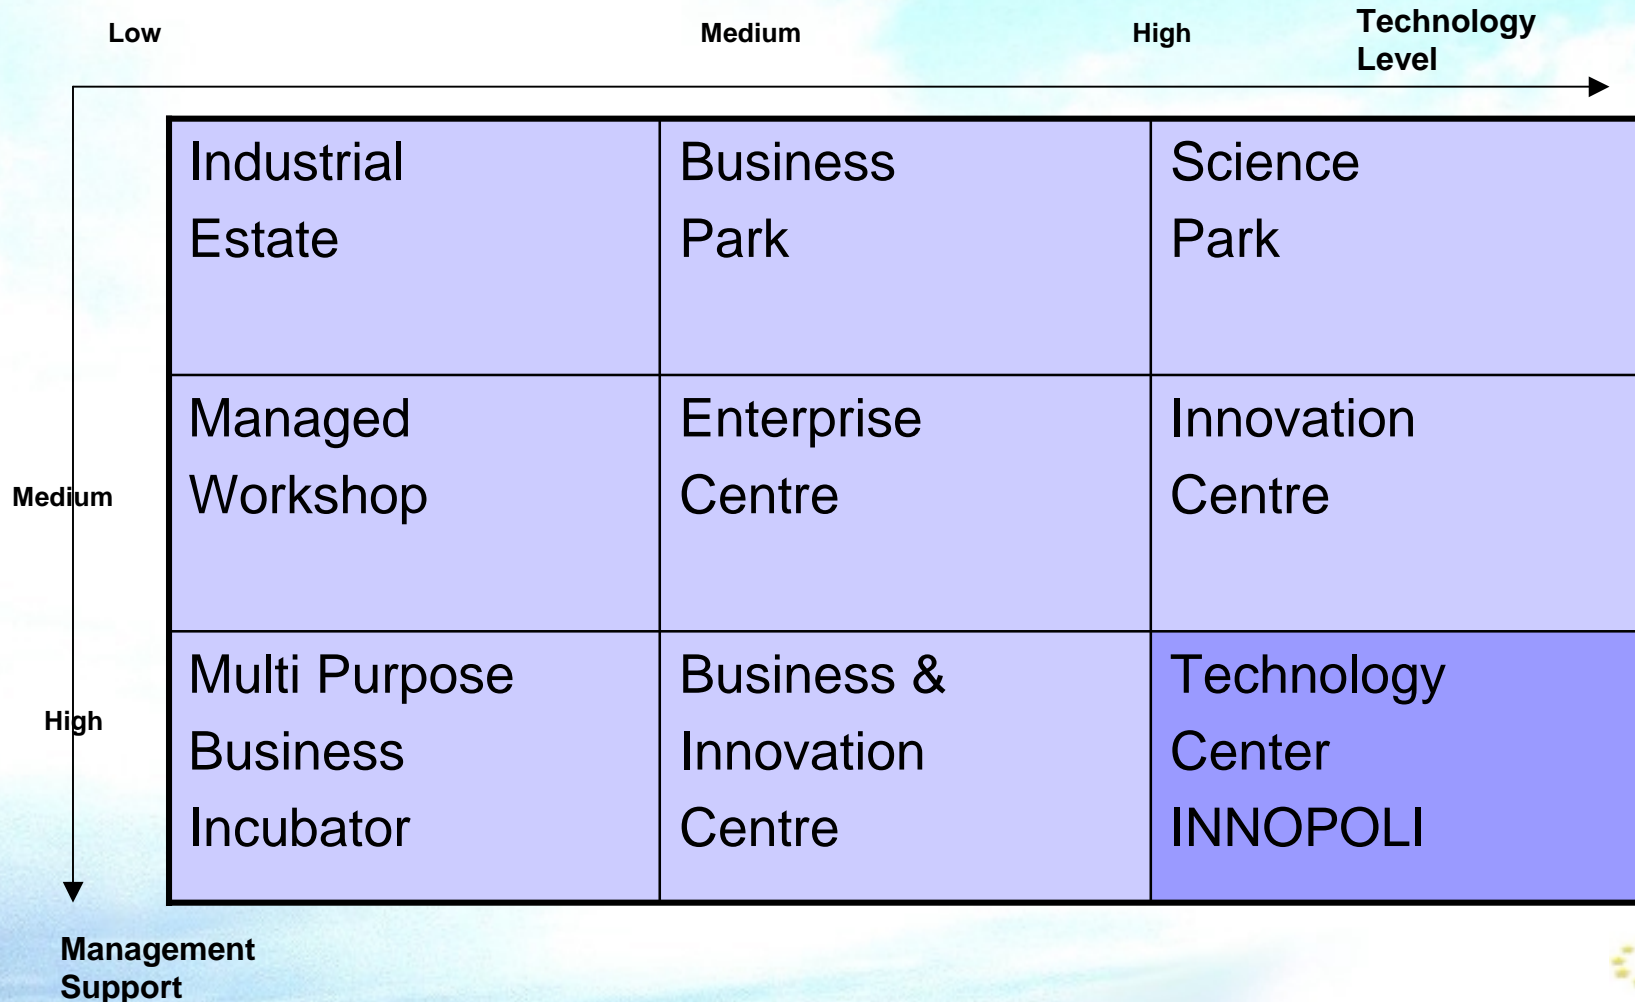 Low
Medium
High
Technology
Level
Industrial
Estate
Business
Park
Science
Park
Managed
Workshop
Enterprise
Centre
Innovation
Centre
Medium
Multi Purpose
Business
Incubator
Business &
Innovation
Centre
Technology
Center
INNOPOLI
High
Management
Support